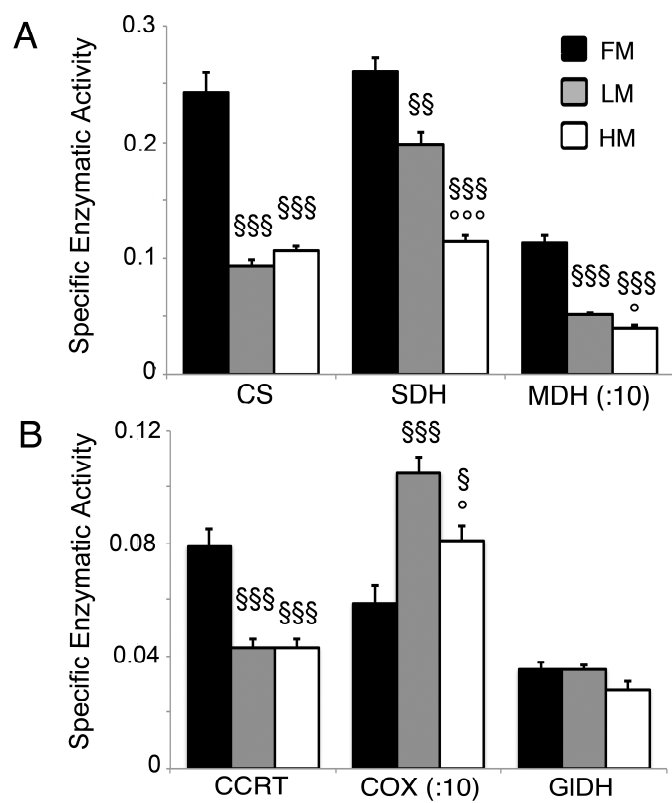 A
Specific Enzymatic Activity
0.3
0.2
0.1
0
FM
LM
HM
§§§
§§§
§§
§§§
°°°
§§§
§§§
°
CS
SDH
MDH (:10)
B
Specific Enzymatic Activity
0.12
0.08
0.04
0
§§§
§§§
§§§
§
°
CCRT
COX (:10)
GIDH